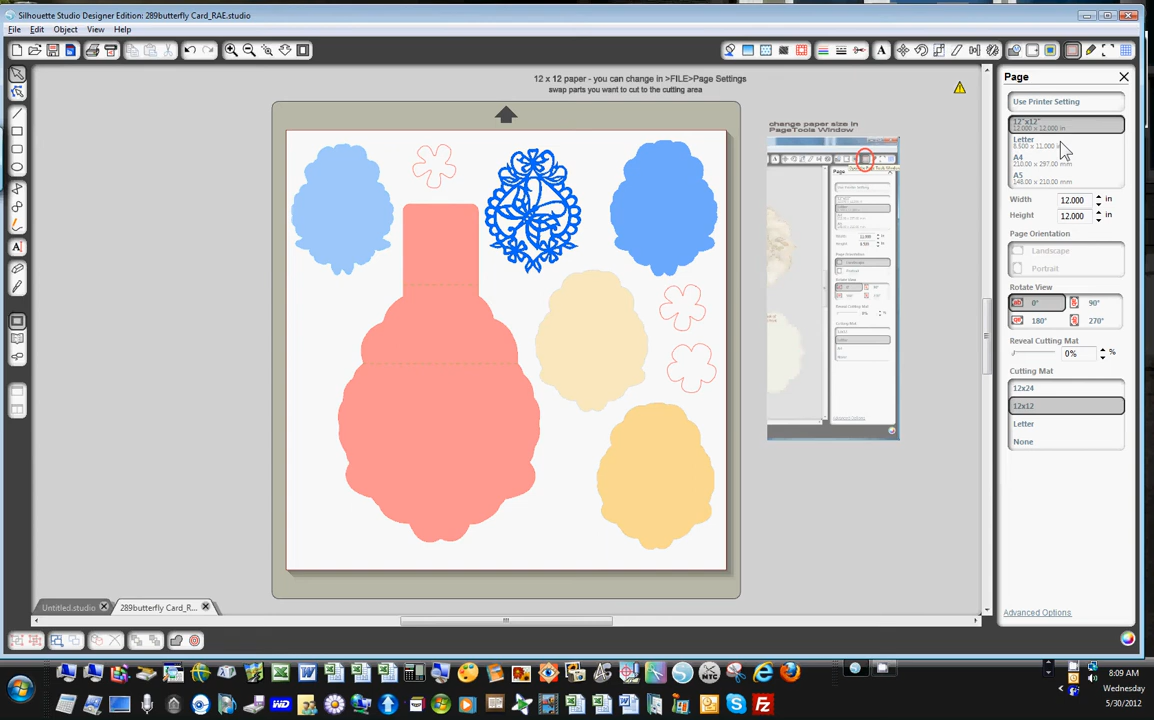 Silhouette Studio Designer Edition: 289butterfly Card_RAE.studio
File Edit Object View Help
12 x 12 paper - you can change in >FILE>Page Settings
swap parts you want to cut to the cutting area
change paper size in
PageTools Window
Page
Use Printer Setting
12"x12"
12.000 x 12.000 in
Letter
8.500 x 11.000 in
A4
210.00 x 297.00 mm
A5
148.00 x 210.00 mm
Width 12.000 in
Height 12.000 in
Page Orientation
Landscape
Portrait
Rotate View
0° 90°
180° 270°
Reveal Cutting Mat
0% %
Cutting Mat
12x24
12x12
Letter
None
Advanced Options
Untitled.studio
289butterfly Card_R...
8:09 AM
Wednesday
5/30/2012